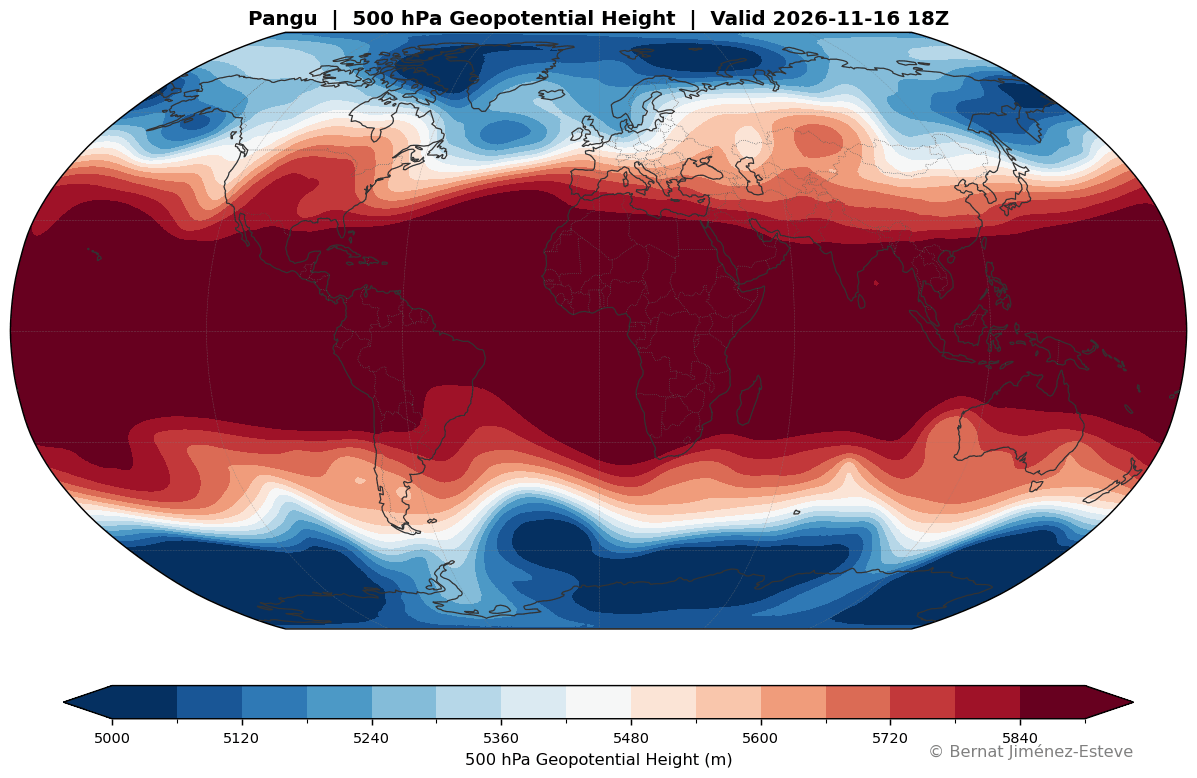 Pangu | 500 hPa Geopotential Height | Valid 2026-11-16 18Z
5000 5120 5240 5360 5480 5600 5720 5840
500 hPa Geopotential Height (m)
© Bernat Jiménez-Esteve